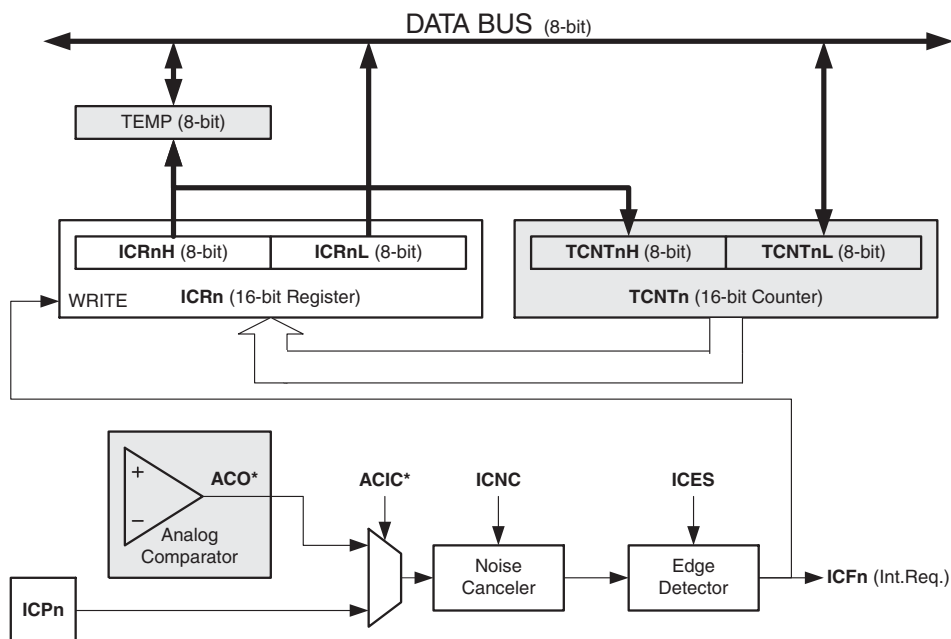 DATA BUS (8-bit)
TEMP (8-bit)
ICRnH (8-bit)
ICRnL (8-bit)
TCNTnH (8-bit)
TCNTnL (8-bit)
WRITE
ICRn (16-bit Register)
TCNTn (16-bit Counter)
+
−
ACO*
Analog
Comparator
ACIC*
ICNC
ICES
Noise
Canceler
Edge
Detector
ICFn (Int.Req.)
ICPn